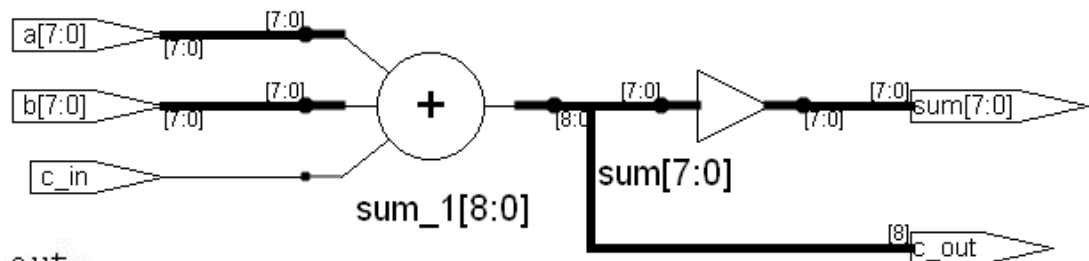 a[7:0] [7:0] [7:0]
b[7:0] [7:0] [7:0]
c_in
+
sum_1[8:0]
[8:0 [7:0]
sum[7:0]
[7:0] [7:0] sum[7:0]
[8] c_out